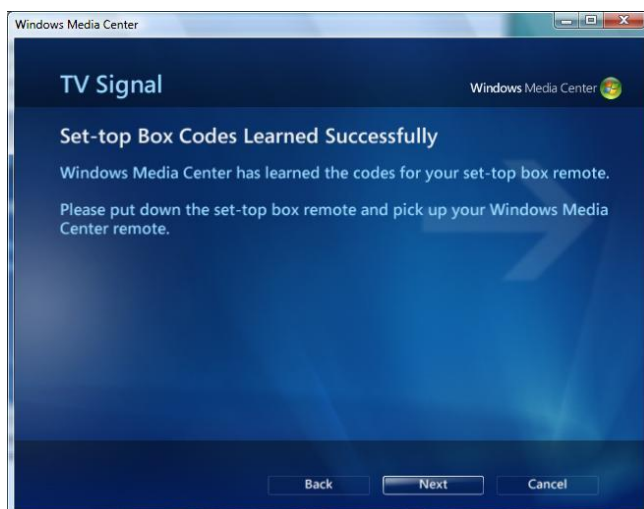 Windows Media Center
TV Signal
Windows Media Center
Set-top Box Codes Learned Successfully
Windows Media Center has learned the codes for your set-top box remote.
Please put down the set-top box remote and pick up your Windows Media
Center remote.
Back Next Cancel